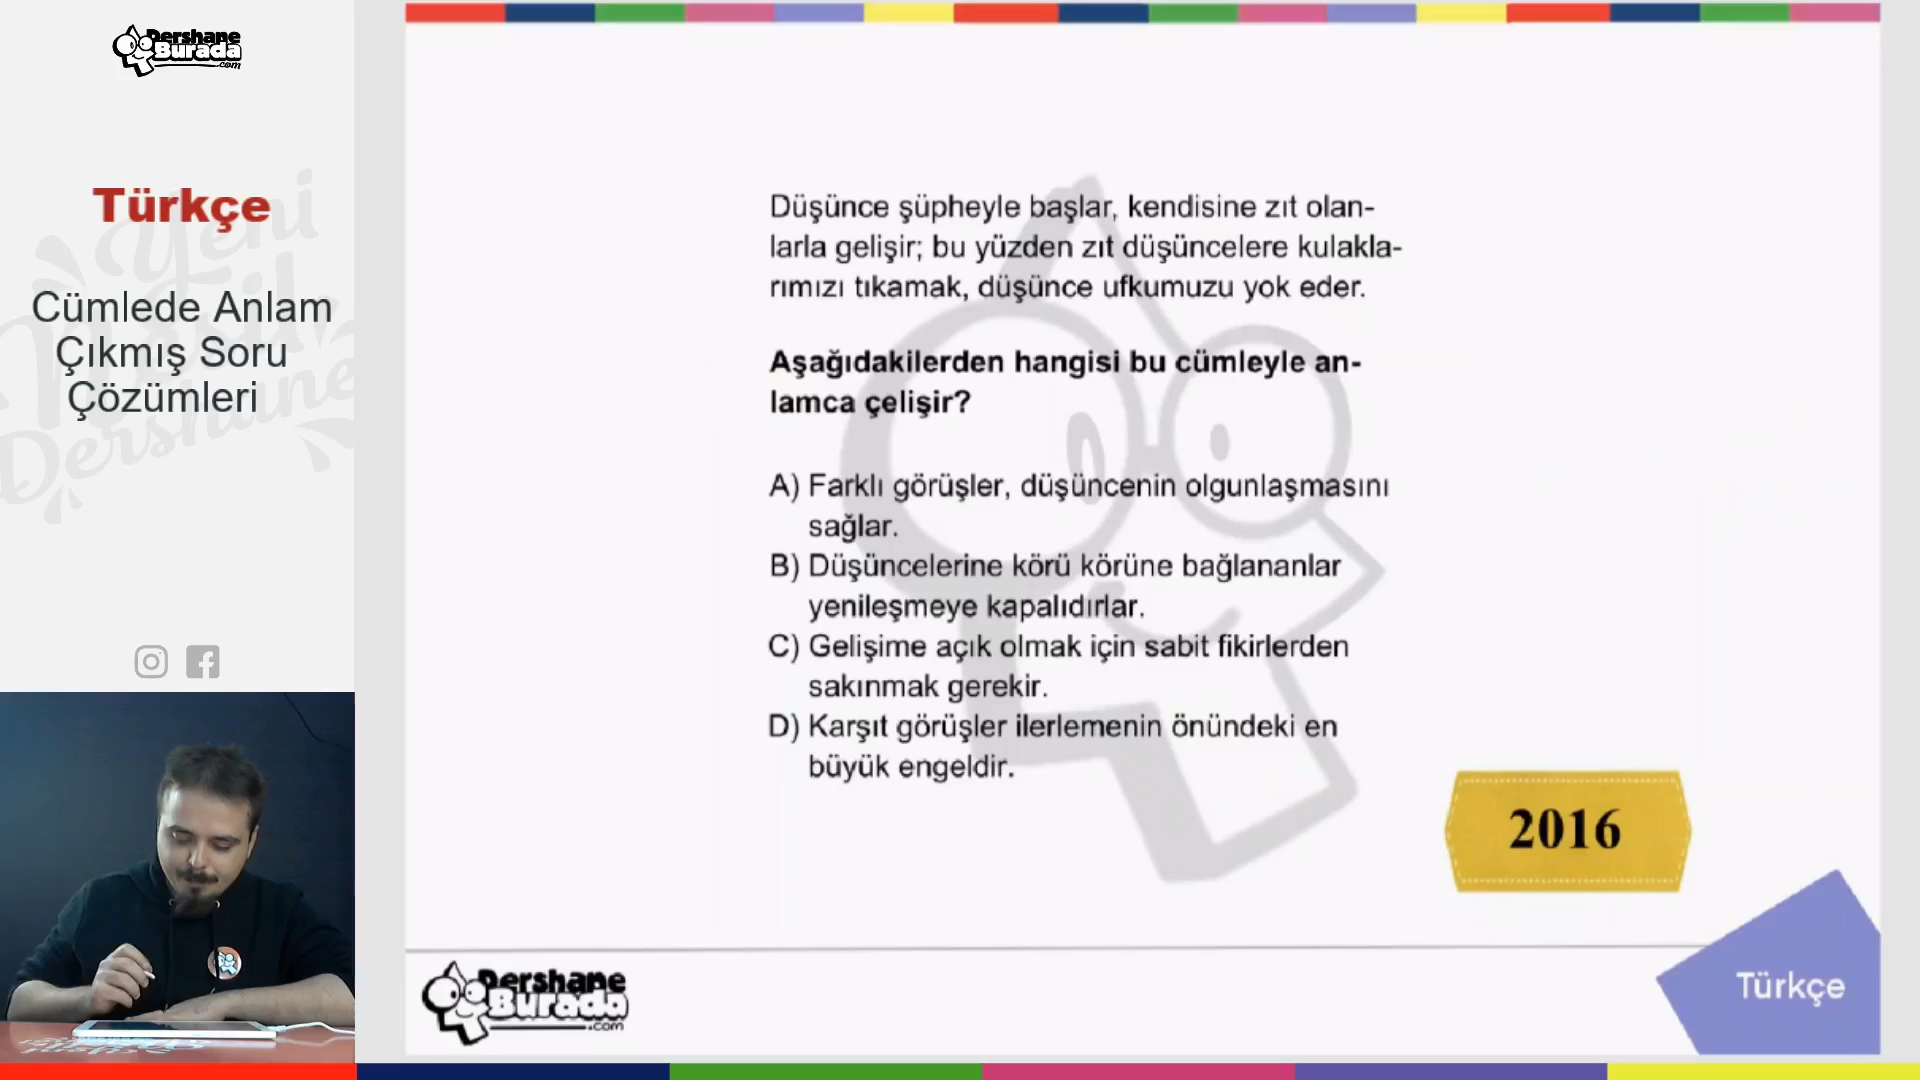 Dershane
Burada
.com
Türkçe
Yeni
Nesil
Dershane
Cümlede Anlam
Çıkmış Soru
Çözümleri
Düşünce şüpheyle başlar, kendisine zıt olan-
larla gelişir; bu yüzden zıt düşüncelere kulakla-
rımızı tıkamak, düşünce ufkumuzu yok eder.
Aşağıdakilerden hangisi bu cümleyle an-
lamca çelişir?
A) Farklı görüşler, düşüncenin olgunlaşmasını
sağlar.
B) Düşüncelerine körü körüne bağlananlar
yenileşmeye kapalıdırlar.
C) Gelişime açık olmak için sabit fikirlerden
sakınmak gerekir.
D) Karşıt görüşler ilerlemenin önündeki en
büyük engeldir.
2016
Dershane
Burada
.com
Türkçe